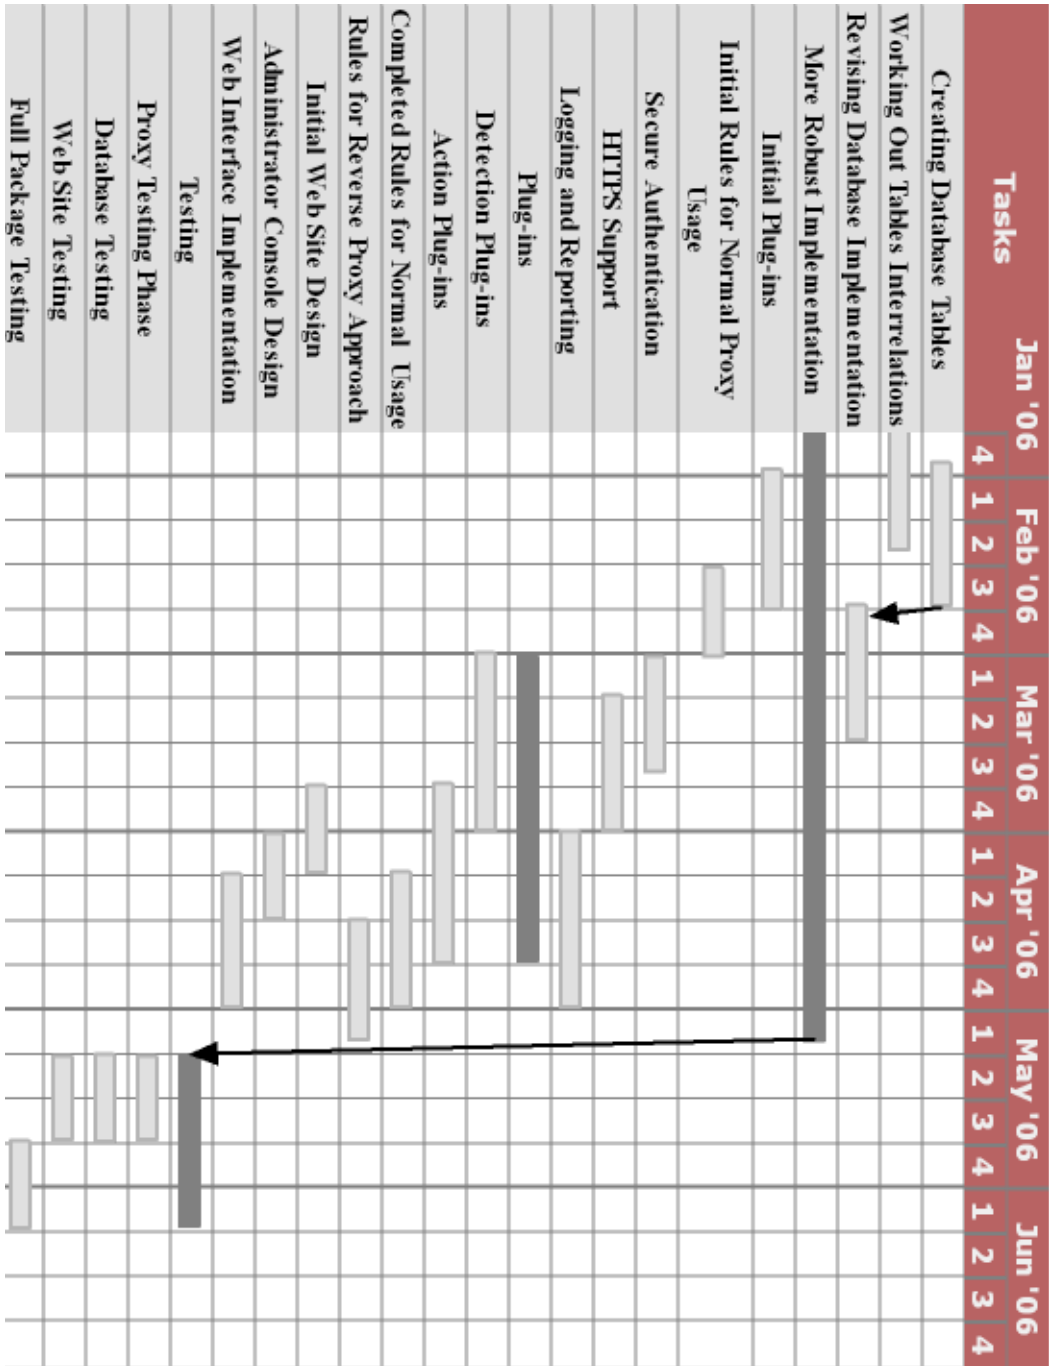 Tasks
Jan '06
Feb '06
Mar '06
Apr '06
May '06
Jun '06
4 1 2 3 4 1 2 3 4 1 2 3 4 1 2 3 4 1 2 3 4
Creating Database Tables
Working Out Tables Interrelations
Revising Database Implementation
More Robust Implementation
Initial Plug-ins
Initial Rules for Normal Proxy
Usage
Secure Authentication
HTTPS Support
Logging and Reporting
Plug-ins
Detection Plug-ins
Action Plug-ins
Completed Rules for Normal Usage
Rules for Reverse Proxy Approach
Initial Web Site Design
Administrator Console Design
Web Interface Implementation
Testing
Proxy Testing Phase
Database Testing
Web Site Testing
Full Package Testing